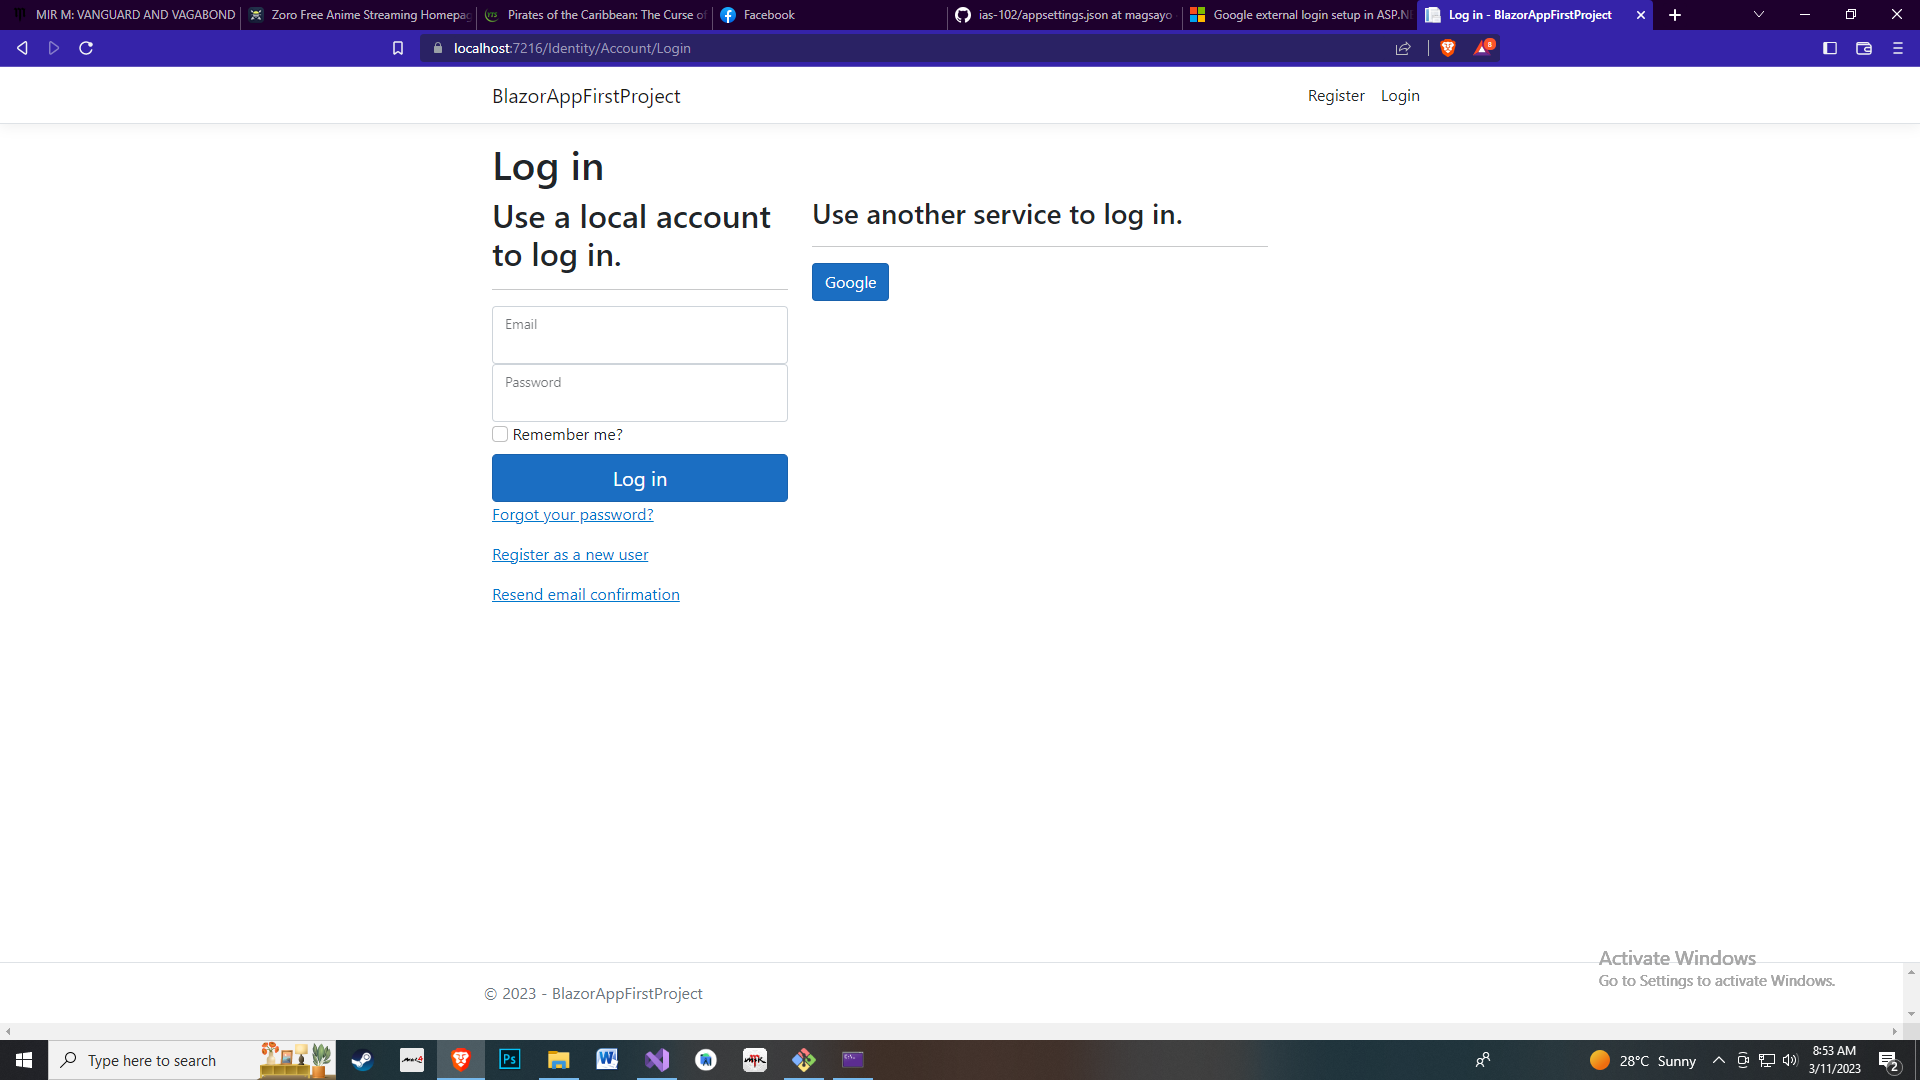 MIR M: VANGUARD AND VAGABOND
Zoro Free Anime Streaming Homepag
Pirates of the Caribbean: The Curse of
Facebook
ias-102/appsettings.json at magsayo
Google external login setup in ASP.NE
Log in - BlazorAppFirstProject
localhost:7216/Identity/Account/Login
8
BlazorAppFirstProject
Register
Login
Log in
Use a local account
to log in.
Use another service to log in.
Google
Email
Password
Remember me?
Log in
Forgot your password?
Register as a new user
Resend email confirmation
Activate Windows
Go to Settings to activate Windows.
© 2023 - BlazorAppFirstProject
Type here to search
Ps
28°C Sunny
8:53 AM
3/11/2023
2